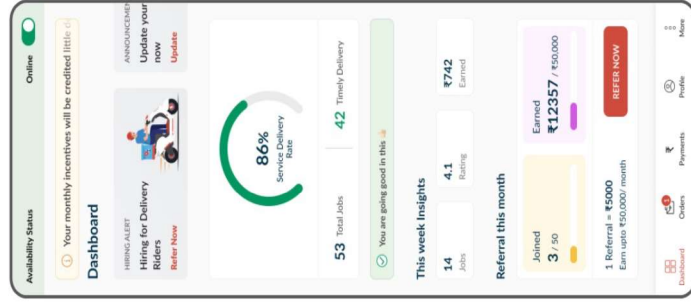 Availability Status
Online
Your monthly incentives will be credited little d
Dashboard
HIRING ALERT
Hiring for Delivery
Riders
Refer Now
ANNOUNCEMEN
Update your
now
Update
86%
Service Delivery
Rate
53 Total Jobs
42 Timely Delivery
You are going good in this
This week Insights
14
Jobs
4.1
Rating
₹742
Earned
Referral this month
Joined
3 / 50
Earned
₹12357 / ₹50,000
1 Referral = ₹5000
Earn upto ₹50,000/ month
REFER NOW
Dashboard
Orders
₹
Payments
Profile
More